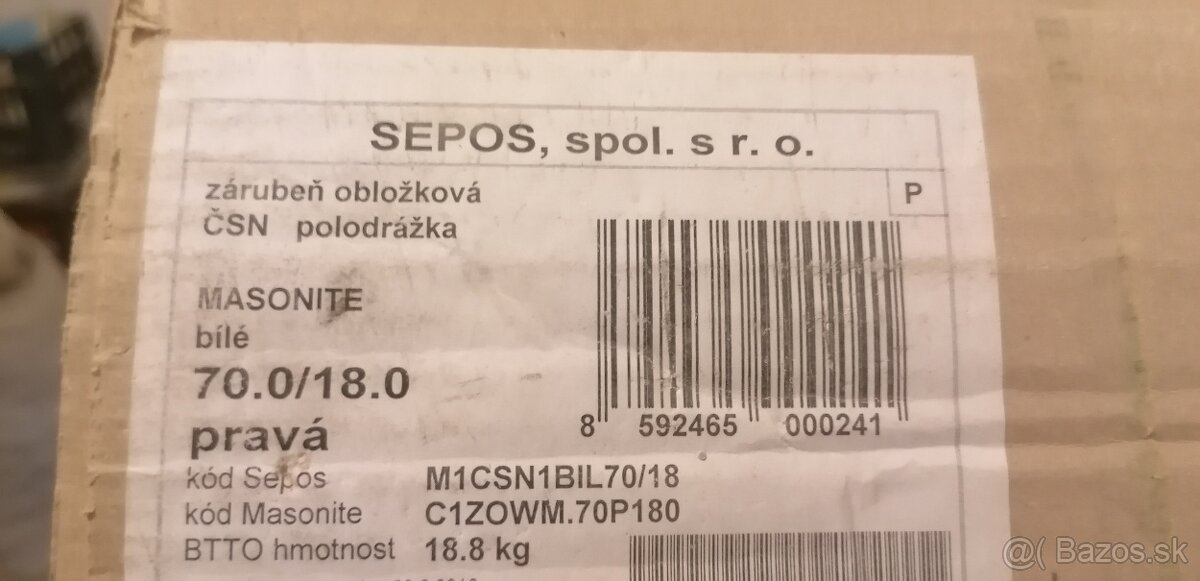 SEPOS, spol. s r. o.
zárubeň obložková
P
ČSN polodrážka
MASONITE
bílé
70.0/18.0
pravá
8 592465 000241
kód Sepos M1CSN1BIL70/18
kód Masonite C1ZOWM.70P180
BTTO hmotnost 18.8 kg
@( Bazos.sk